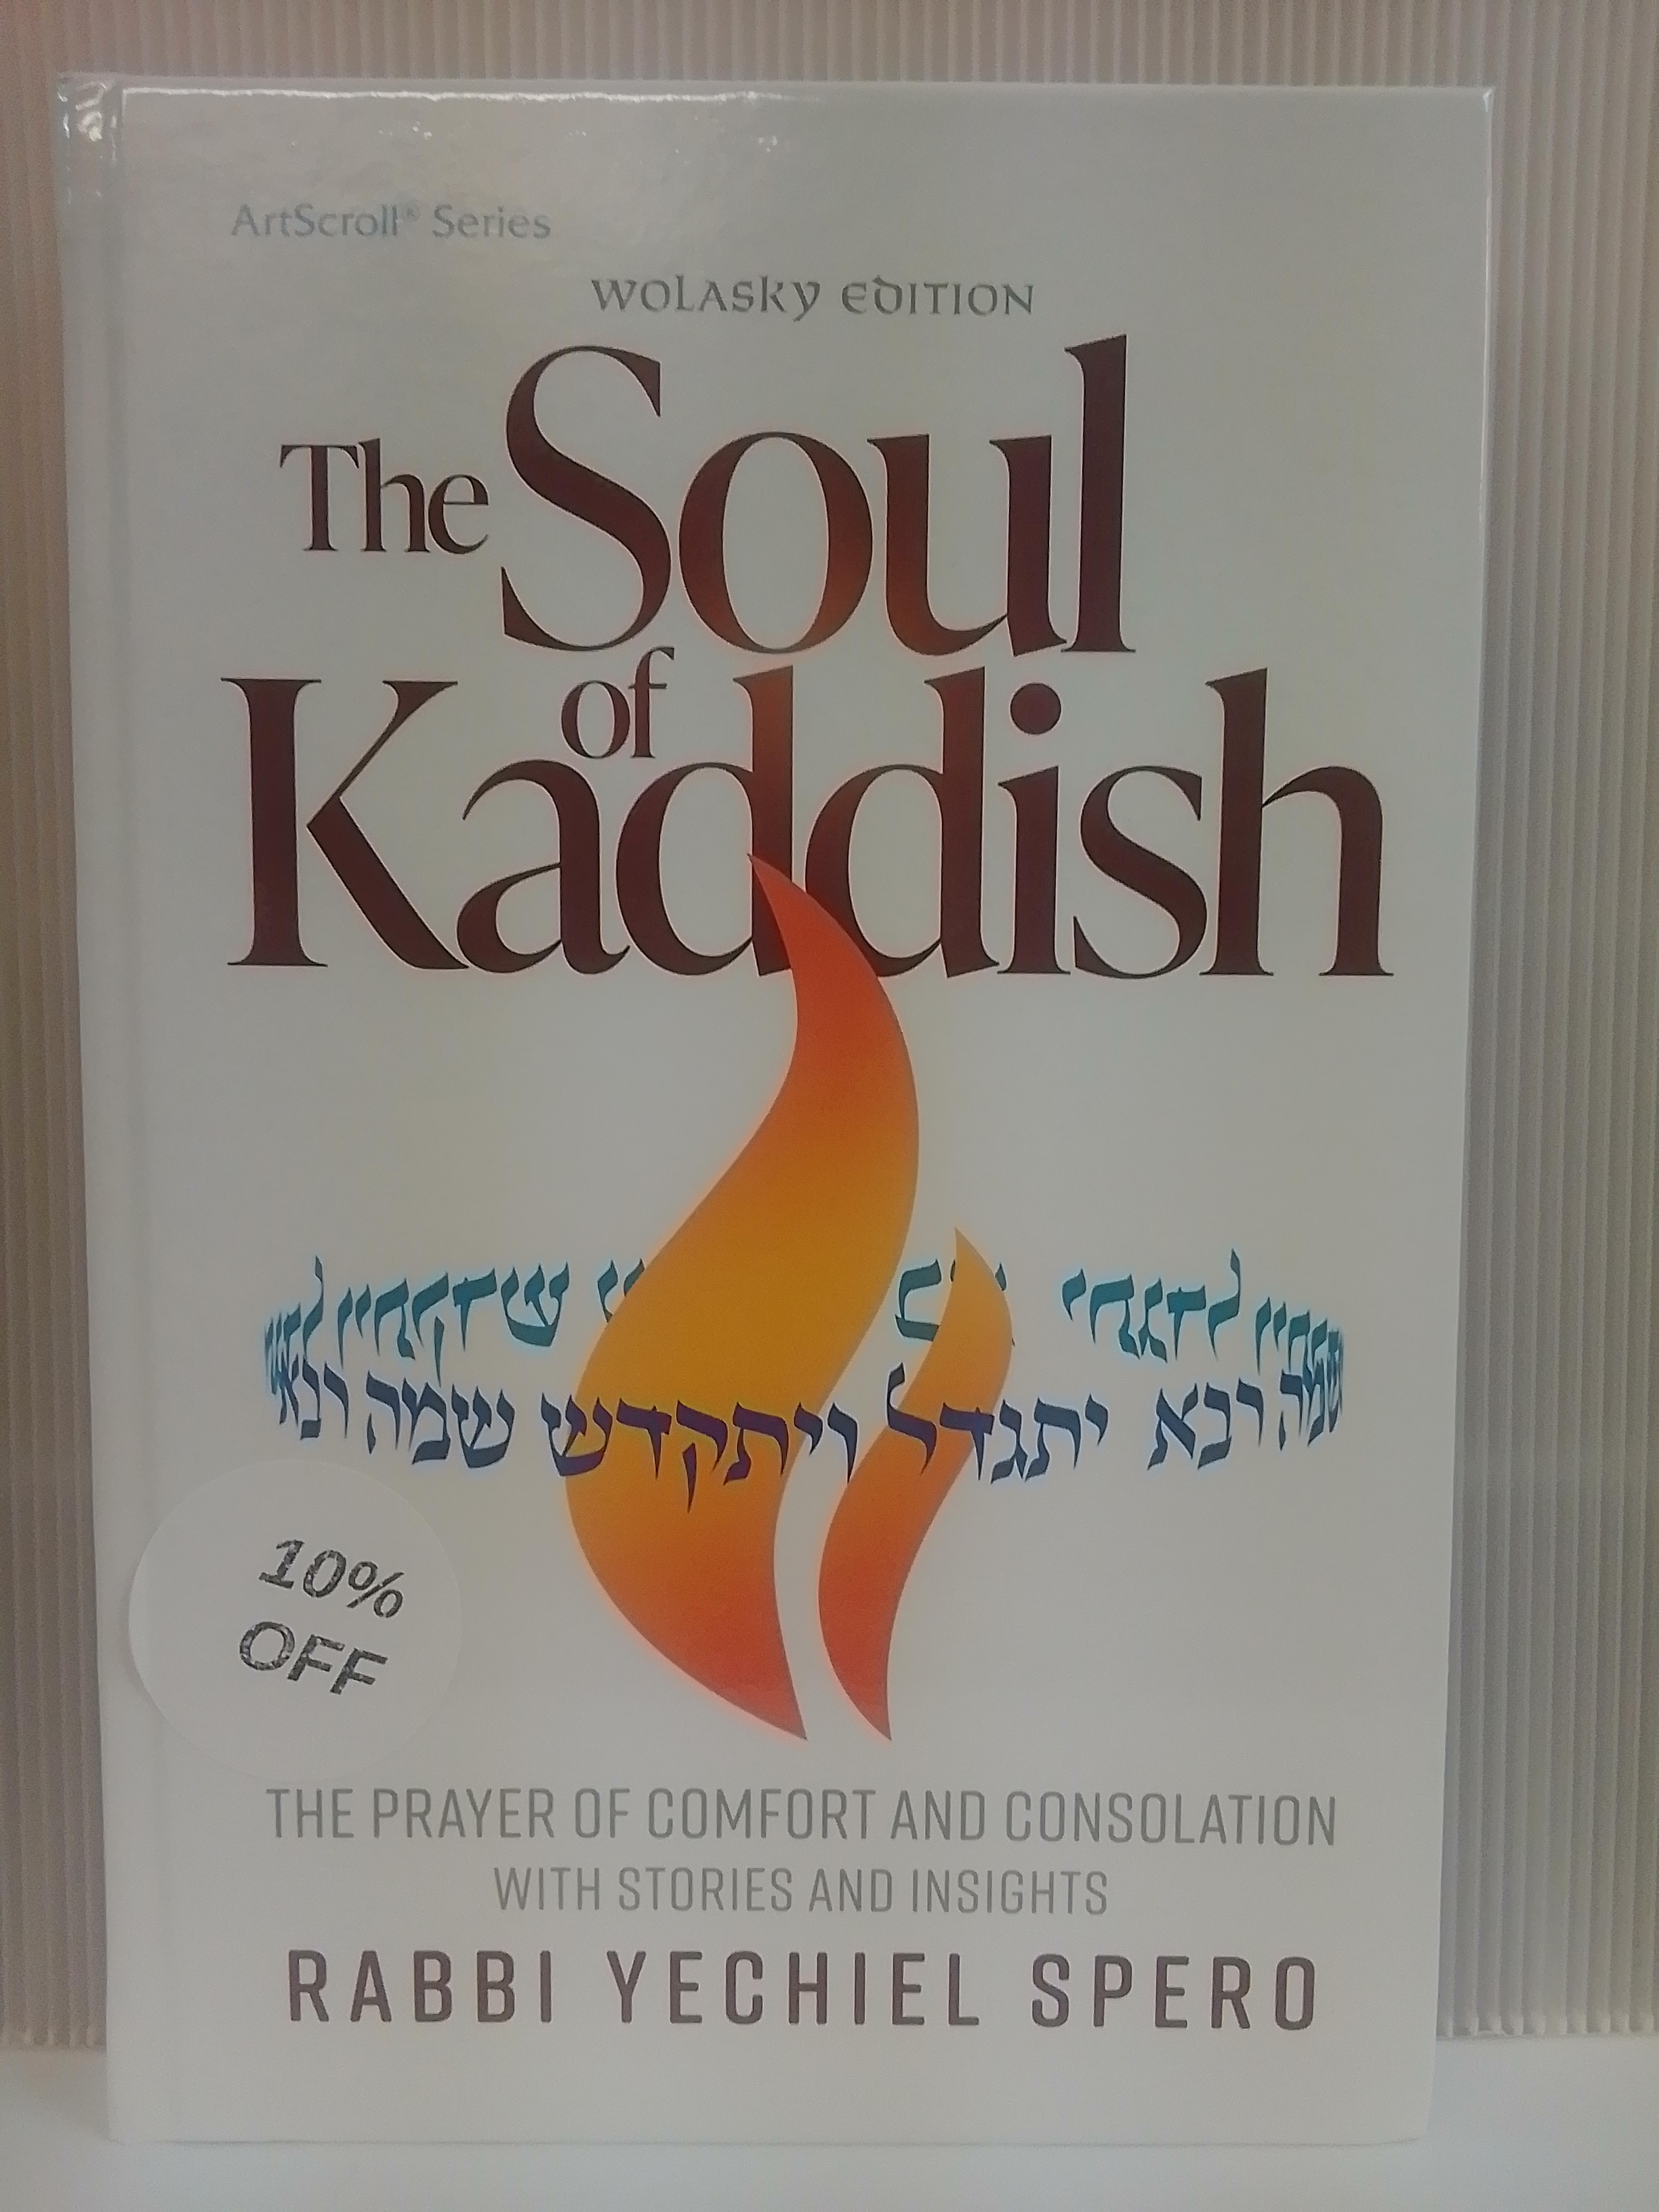 ArtScroll® Series
WOLASKY EDITION
The Soul
of
Kaddish
שמה רבא יתגדל ויתקדש שמה רבא
10%
OFF
THE PRAYER OF COMFORT AND CONSOLATION
WITH STORIES AND INSIGHTS
RABBI YECHIEL SPERO